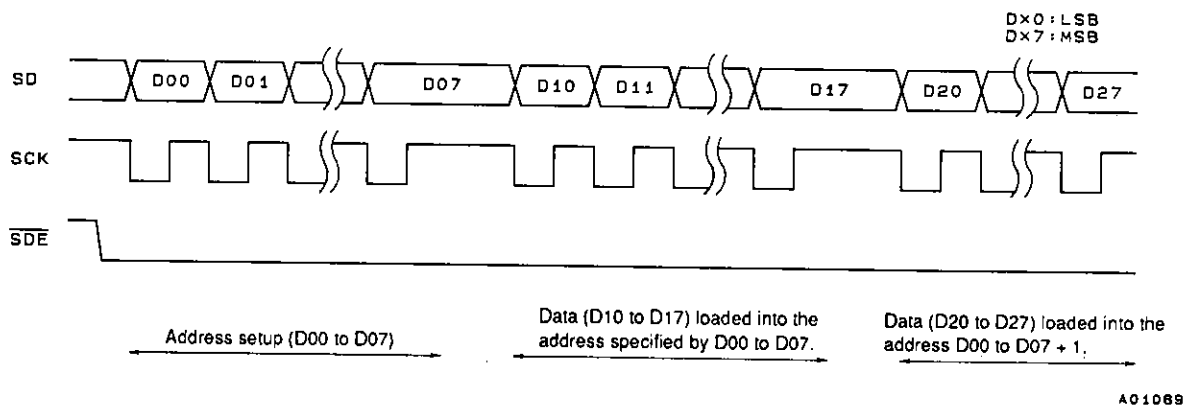 DX0:LSB
DX7:MSB
SD D00 D01 D07 D10 D11 D17 D20 D27
SCK
SDE
Address setup (D00 to D07)
Data (D10 to D17) loaded into the
address specified by D00 to D07.
Data (D20 to D27) loaded into the
address D00 to D07 + 1.
A01069